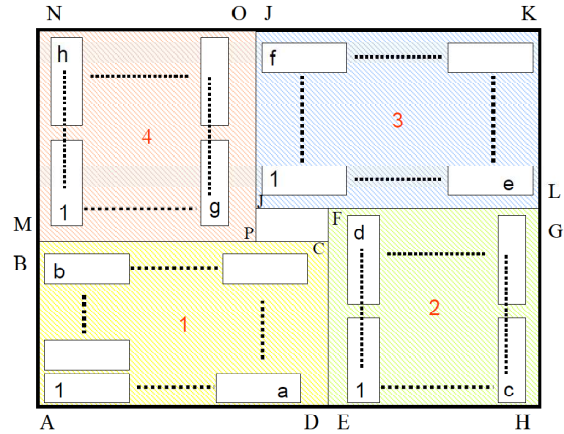 N O J K
h f
4 3
1 g 1 e
M J L
P F G
B C
b d
1 2
1 a 1 c
A D E H